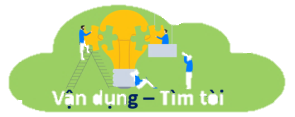 Vận dụng – Tìm tòi